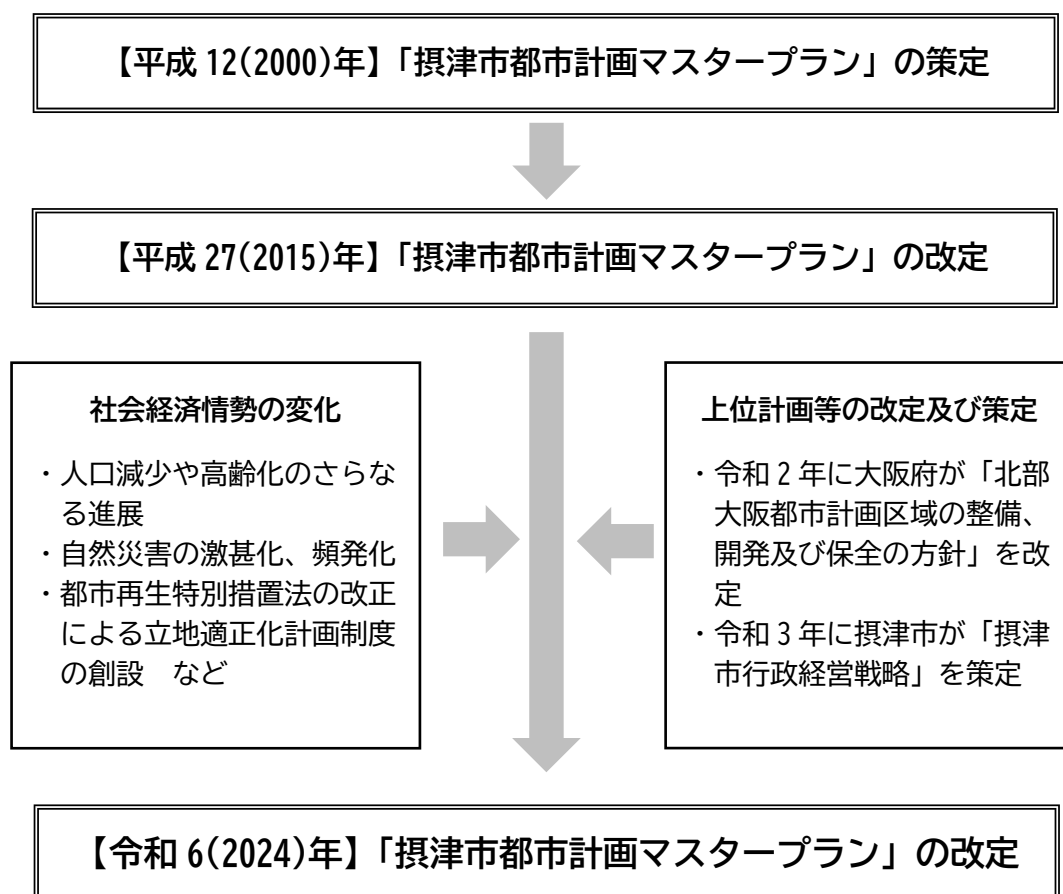 【平成 12(2000)年】「摂津市都市計画マスタープラン」の策定
【平成 27(2015)年】「摂津市都市計画マスタープラン」の改定
社会経済情勢の変化
・人口減少や高齢化のさらな
る進展
・自然災害の激甚化、頻発化
・都市再生特別措置法の改正
による立地適正化計画制度
の創設　など
上位計画等の改定及び策定
・令和 2 年に大阪府が「北部
大阪都市計画区域の整備、
開発及び保全の方針」を改
定
・令和 3 年に摂津市が「摂津
市行政経営戦略」を策定
【令和 6(2024)年】「摂津市都市計画マスタープラン」の改定